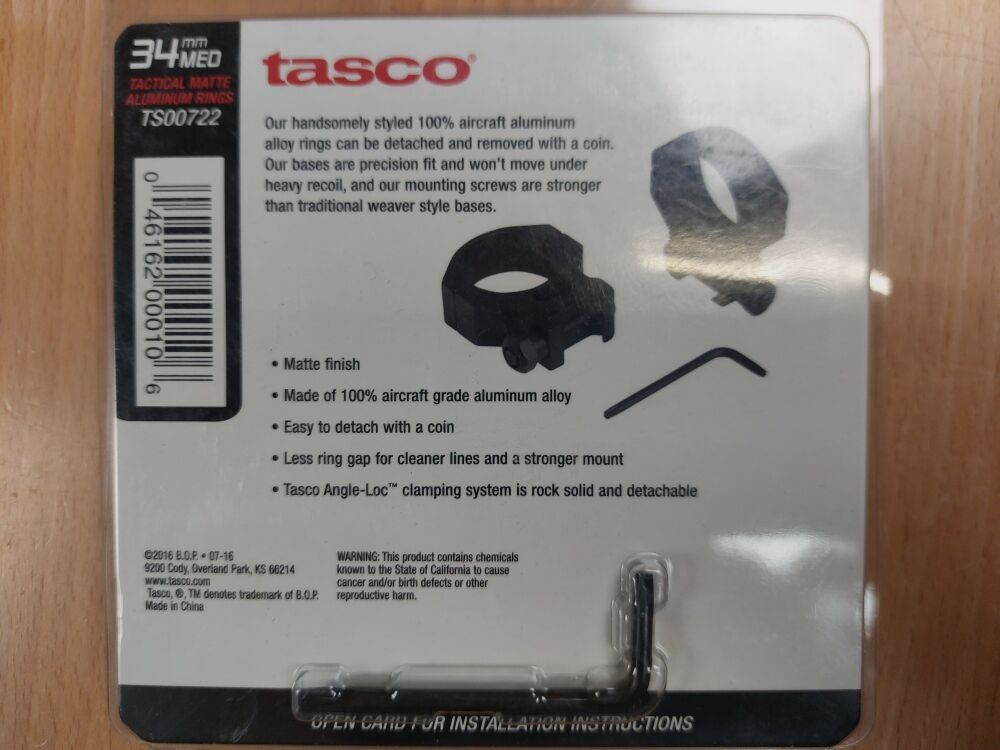 34 mm MED
TACTICAL MATTE
ALUMINUM RINGS
TS00722
0 46162 00010 6
tasco®
Our handsomely styled 100% aircraft aluminum
alloy rings can be detached and removed with a coin.
Our bases are precision fit and won't move under
heavy recoil, and our mounting screws are stronger
than traditional weaver style bases.
• Matte finish
• Made of 100% aircraft grade aluminum alloy
• Easy to detach with a coin
• Less ring gap for cleaner lines and a stronger mount
• Tasco Angle-Loc™ clamping system is rock solid and detachable
©2016 B.O.P. • 07-16
9200 Cody, Overland Park, KS 66214
www.tasco.com
Tasco, ®, TM denotes trademark of B.O.P.
Made in China
WARNING: This product contains chemicals
known to the State of California to cause
cancer and/or birth defects or other
reproductive harm.
OPEN CARD FOR INSTALLATION INSTRUCTIONS